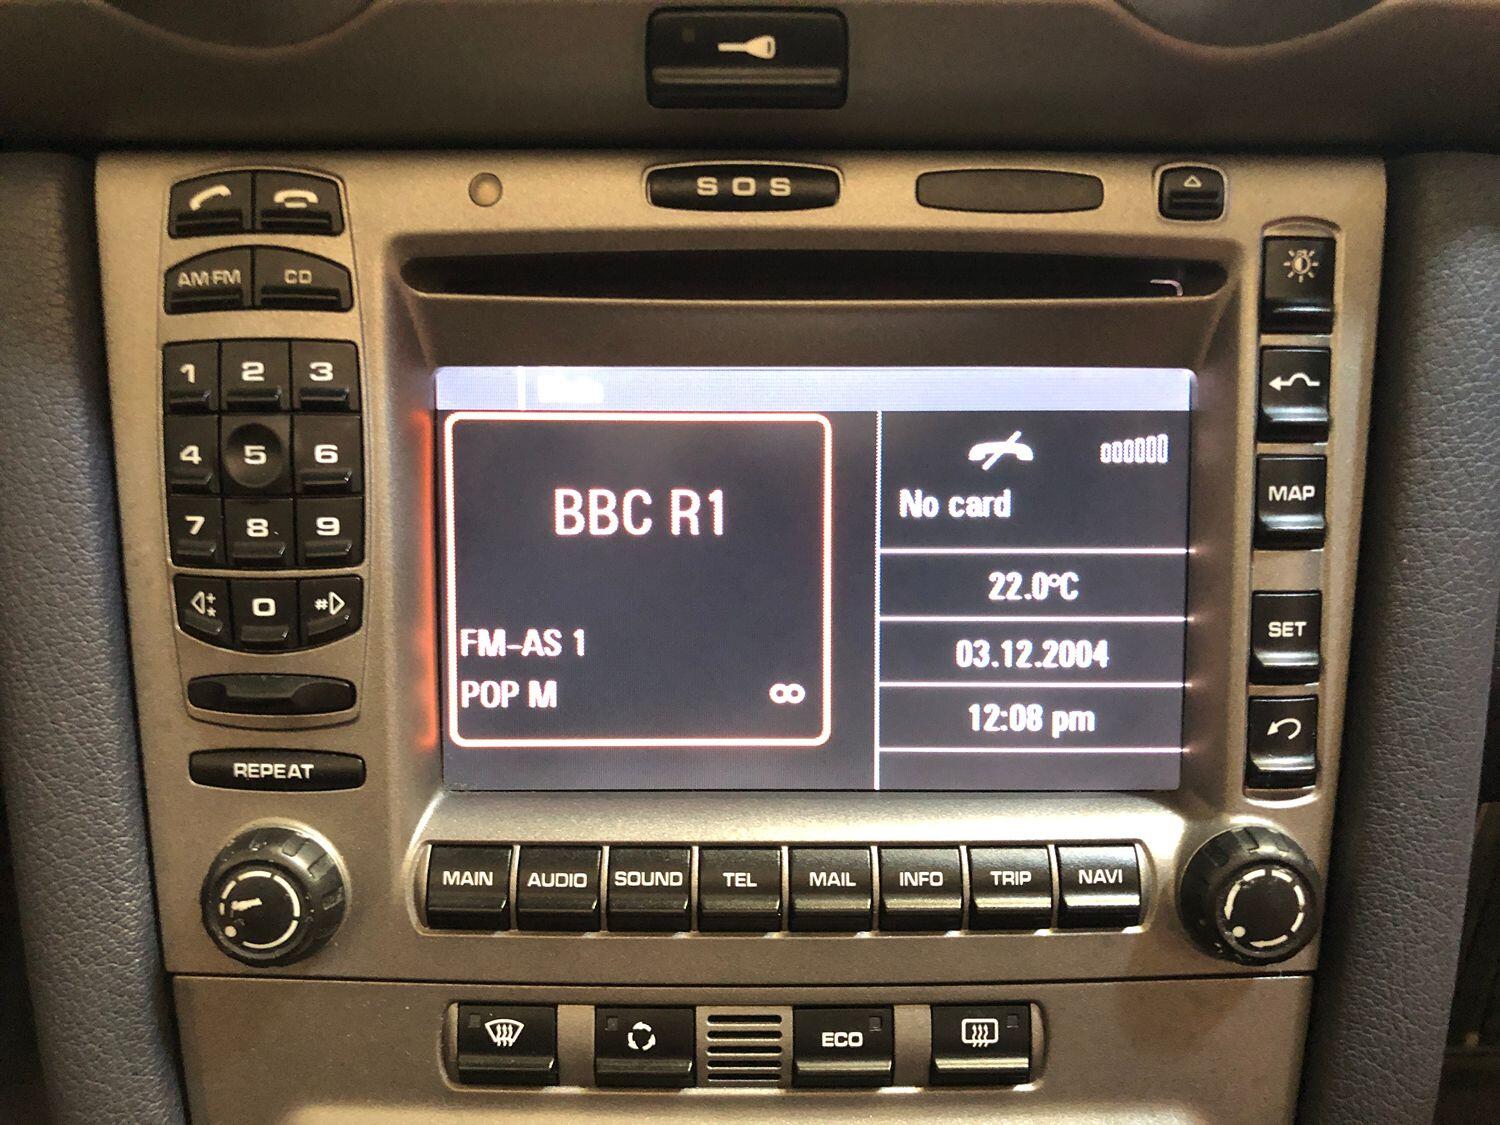 SOS
AM FM
CD
1
2
3
4
5
6
7
8
9
*
0
#
REPEAT
BBC R1
FM-AS 1
POP M
No card
22.0°C
03.12.2004
12:08 pm
MAP
SET
MAIN
AUDIO
SOUND
TEL
MAIL
INFO
TRIP
NAVI
ECO